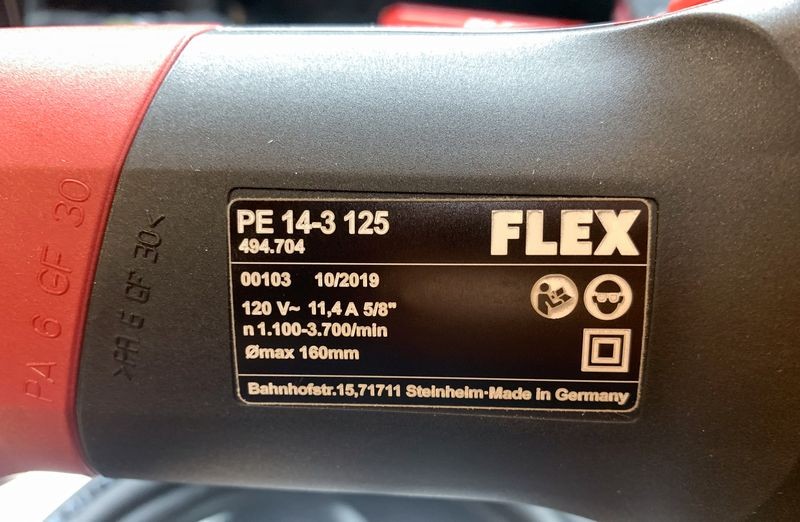 PE 14-3 125
FLEX
494.704
00103 10/2019
120 V~ 11,4 A 5/8"
n 1.100-3.700/min
Ømax 160mm
Bahnhofstr.15,71711 Steinheim·Made in Germany
PA 6 GF 30
>PA 6 GF 30<